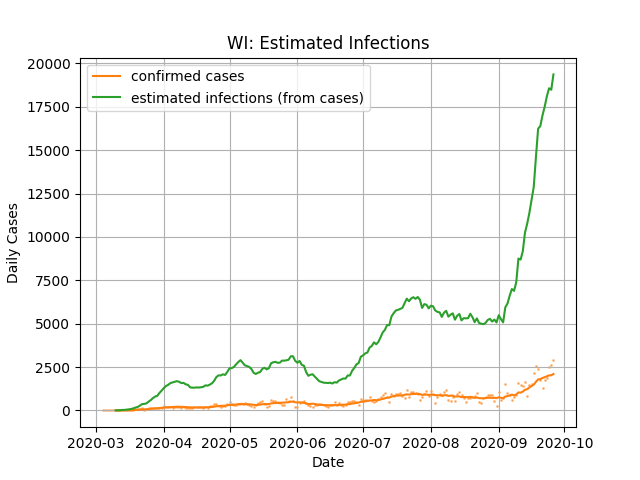 WI: Estimated Infections
confirmed cases
estimated infections (from cases)
Daily Cases
20000
17500
15000
12500
10000
7500
5000
2500
0
2020-03 2020-04 2020-05 2020-06 2020-07 2020-08 2020-09 2020-10
Date